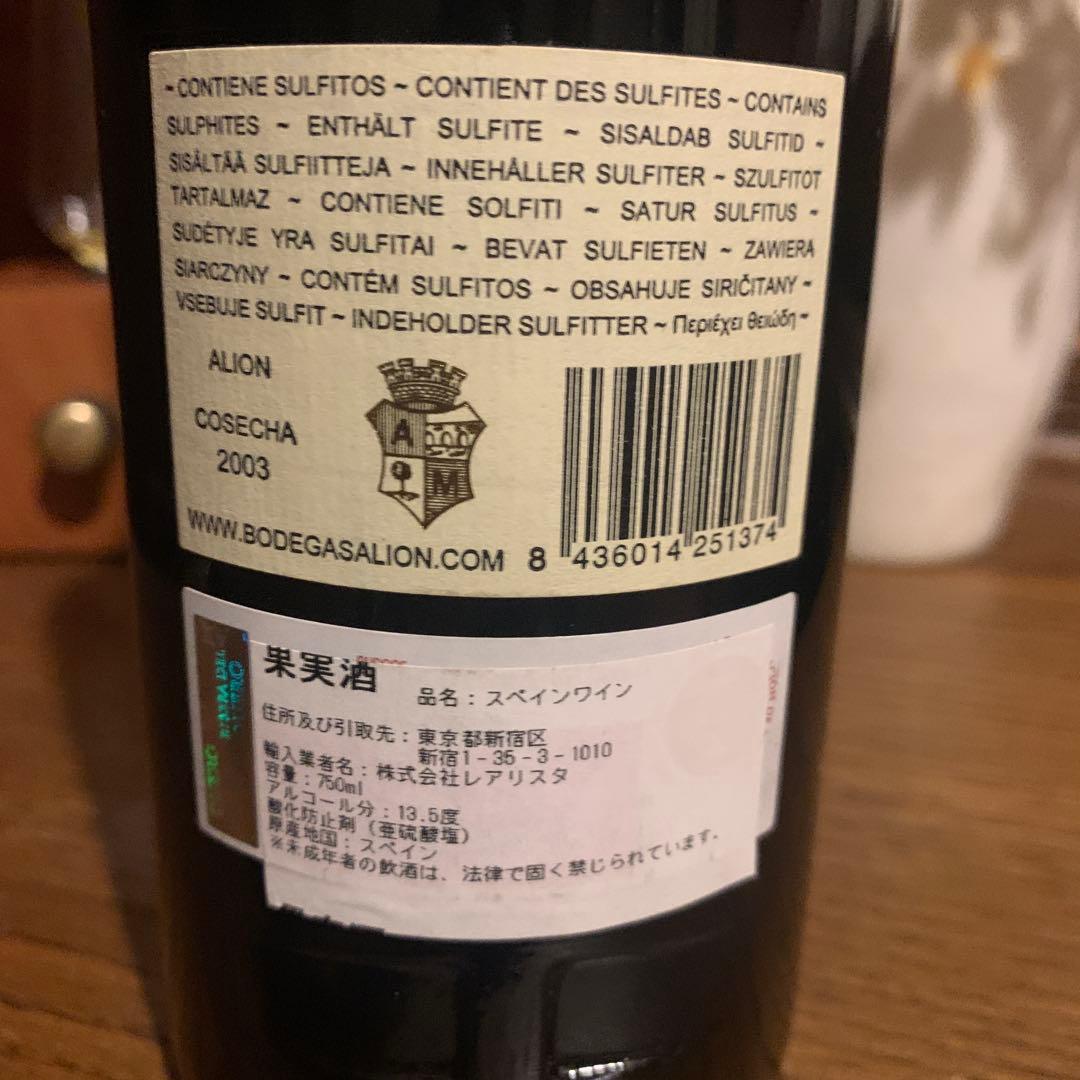 ~ CONTIENE SULFITOS ~ CONTIENT DES SULFITES ~ CONTAINS
SULPHITES ~ ENTHÄLT SULFITE ~ SISALDAB SULFITID ~
SISÄLTÄÄ SULFIITTEJA ~ INNEHÅLLER SULFITER ~ SZULFITOT
TARTALMAZ ~ CONTIENE SOLFITI ~ SATUR SULFITUS ~
SUDĖTYJE YRA SULFITAI ~ BEVAT SULFIETEN ~ ZAWIERA
SIARCZYNY ~ CONTÉM SULFITOS ~ OBSAHUJE SIRIČITANY ~
VSEBUJE SULFIT ~ INDEHOLDER SULFITTER ~ Περιέχει θειώδη ~
ALION
COSECHA
2003
A
M
WWW.BODEGASALION.COM
8 436014 251374
果実酒
品名：スペインワイン
住所及び引取先：東京都新宿区
新宿1-35-3-1010
輸入業者名：株式会社レアリスタ
容量：750ml
アルコール分：13.5度
酸化防止剤（亜硫酸塩）
原産地国：スペイン
※未成年者の飲酒は、法律で固く禁じられています。